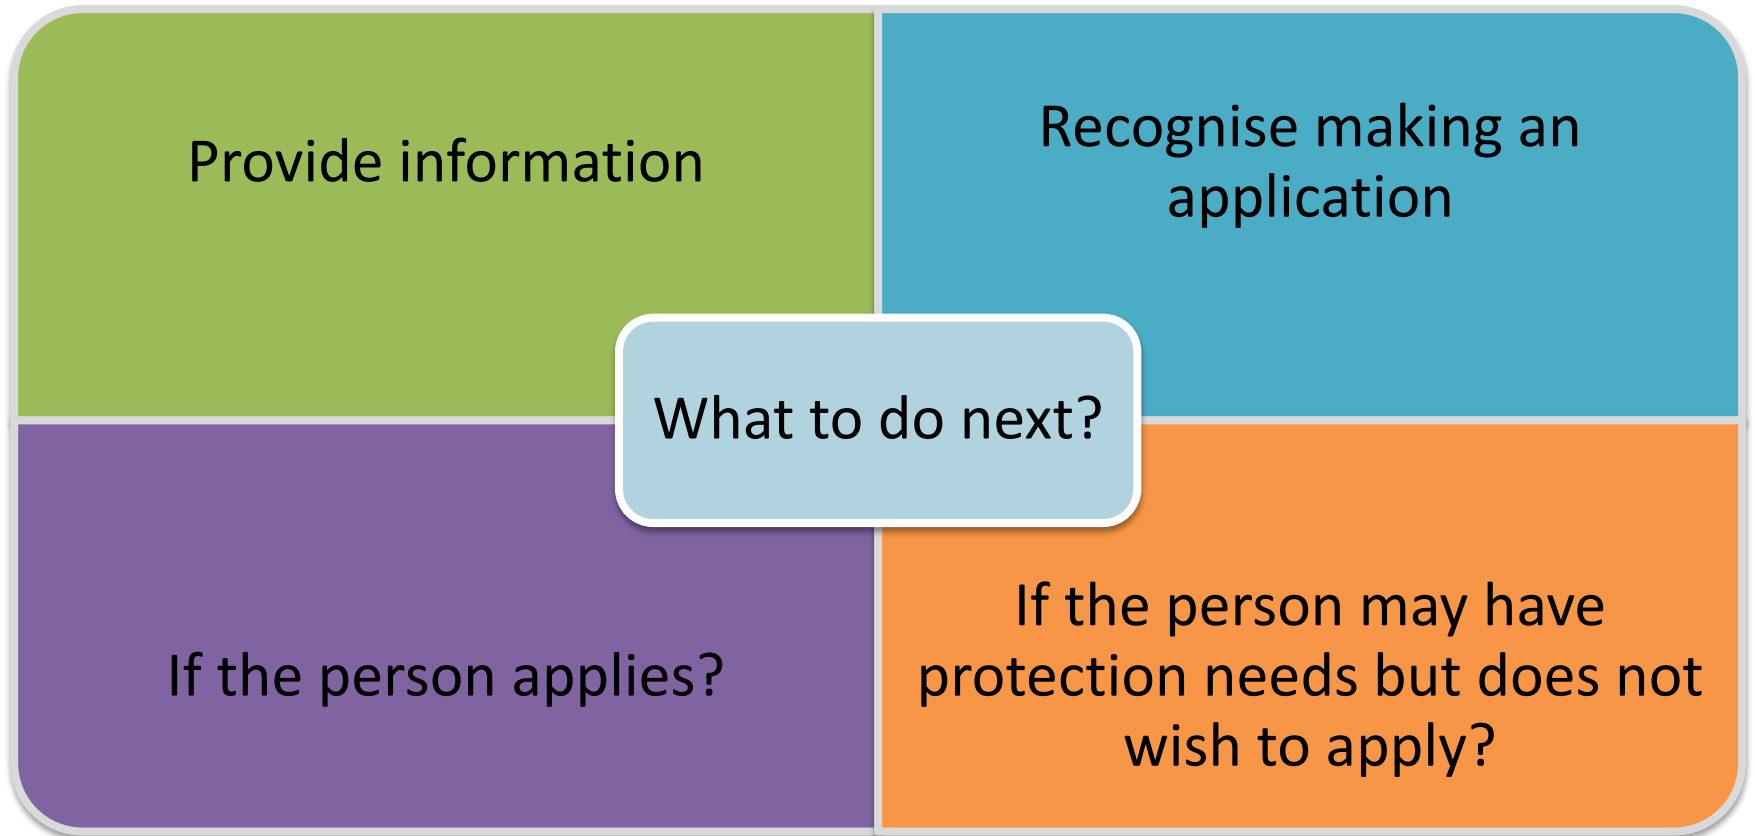 Provide information
Recognise making an
application
What to do next?
If the person applies?
If the person may have
protection needs but does not
wish to apply?